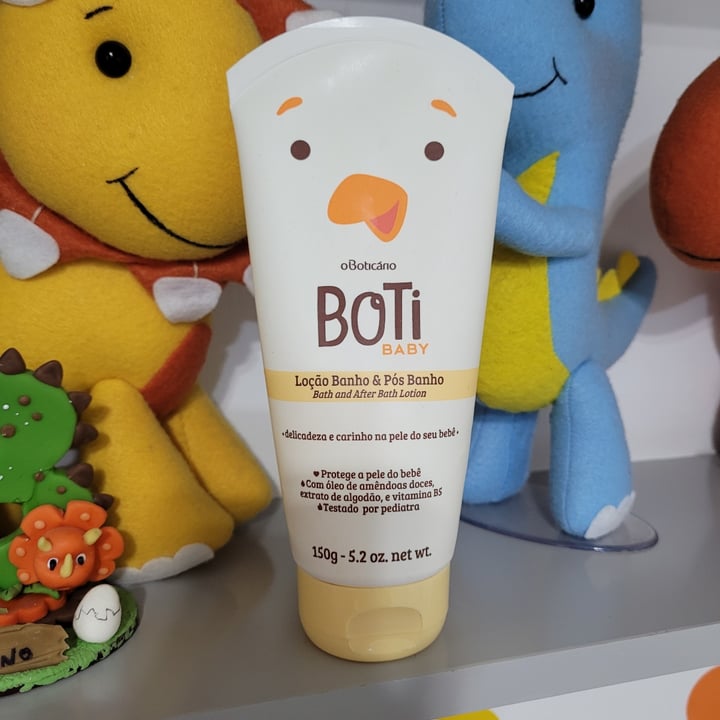 oBoticário
BOTi
BABY
Loção Banho & Pós Banho
Bath and After Bath Lotion
•delicadeza e carinho na pele do seu bebê•
♥ Protege a pele do bebê
Com óleo de amêndoas doces,
extrato de algodão, e vitamina B5
Testado por pediatra
150g - 5.2 oz. net wt.
NO